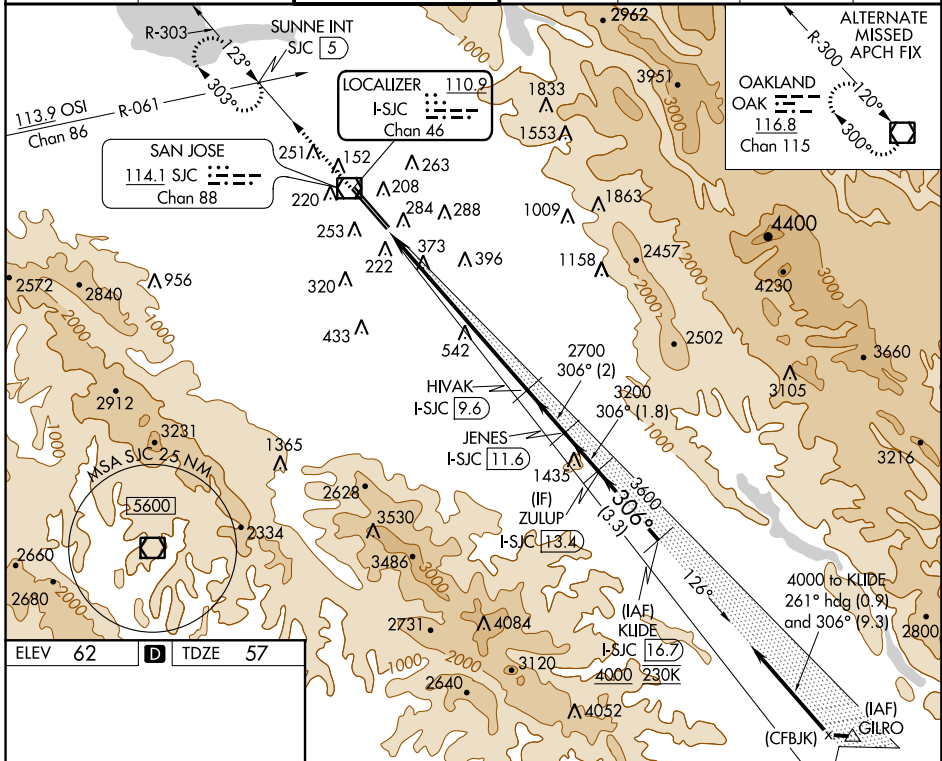 R-303
SUNNE INT
SJC 5
123°
303°
113.9 OSI
R-061
Chan 86
LOCALIZER 110.9
I-SJC
Chan 46
SAN JOSE
114.1 SJC
Chan 88
ALTERNATE
MISSED
APCH FIX
R-300
OAKLAND
OAK
116.8
Chan 115
120°
300°
2962
1000
2000
3951
3000
1833
1553
251
152
263
220
208
284
288
253
222
373
396
320
433
542
1009
1863
1158
2457
2000
2502
1000
4400
4230
3000
3660
3105
3216
2800
956
2572
2840
2000
1000
2912
3231
1000
1365
2334
MSA SJC 25 NM
5600
2660
2680
2000
HIVAK
I-SJC 9.6
2700
306° (2)
3200
306° (1.8)
JENES
I-SJC 11.6
1435
(IF)
ZULUP
I-SJC 13.4
3600
306°
(3.3)
126°
(IAF)
KLIDE
I-SJC 16.7
4000 230K
4000 to KLIDE
261° hdg (0.9)
and 306° (9.3)
(IAF)
GILRO
(CFBJK)
2628
3530
3486
3000
2731
4084
1000
2000
3120
2640
4052
1000
ELEV 62
D
TDZE 57